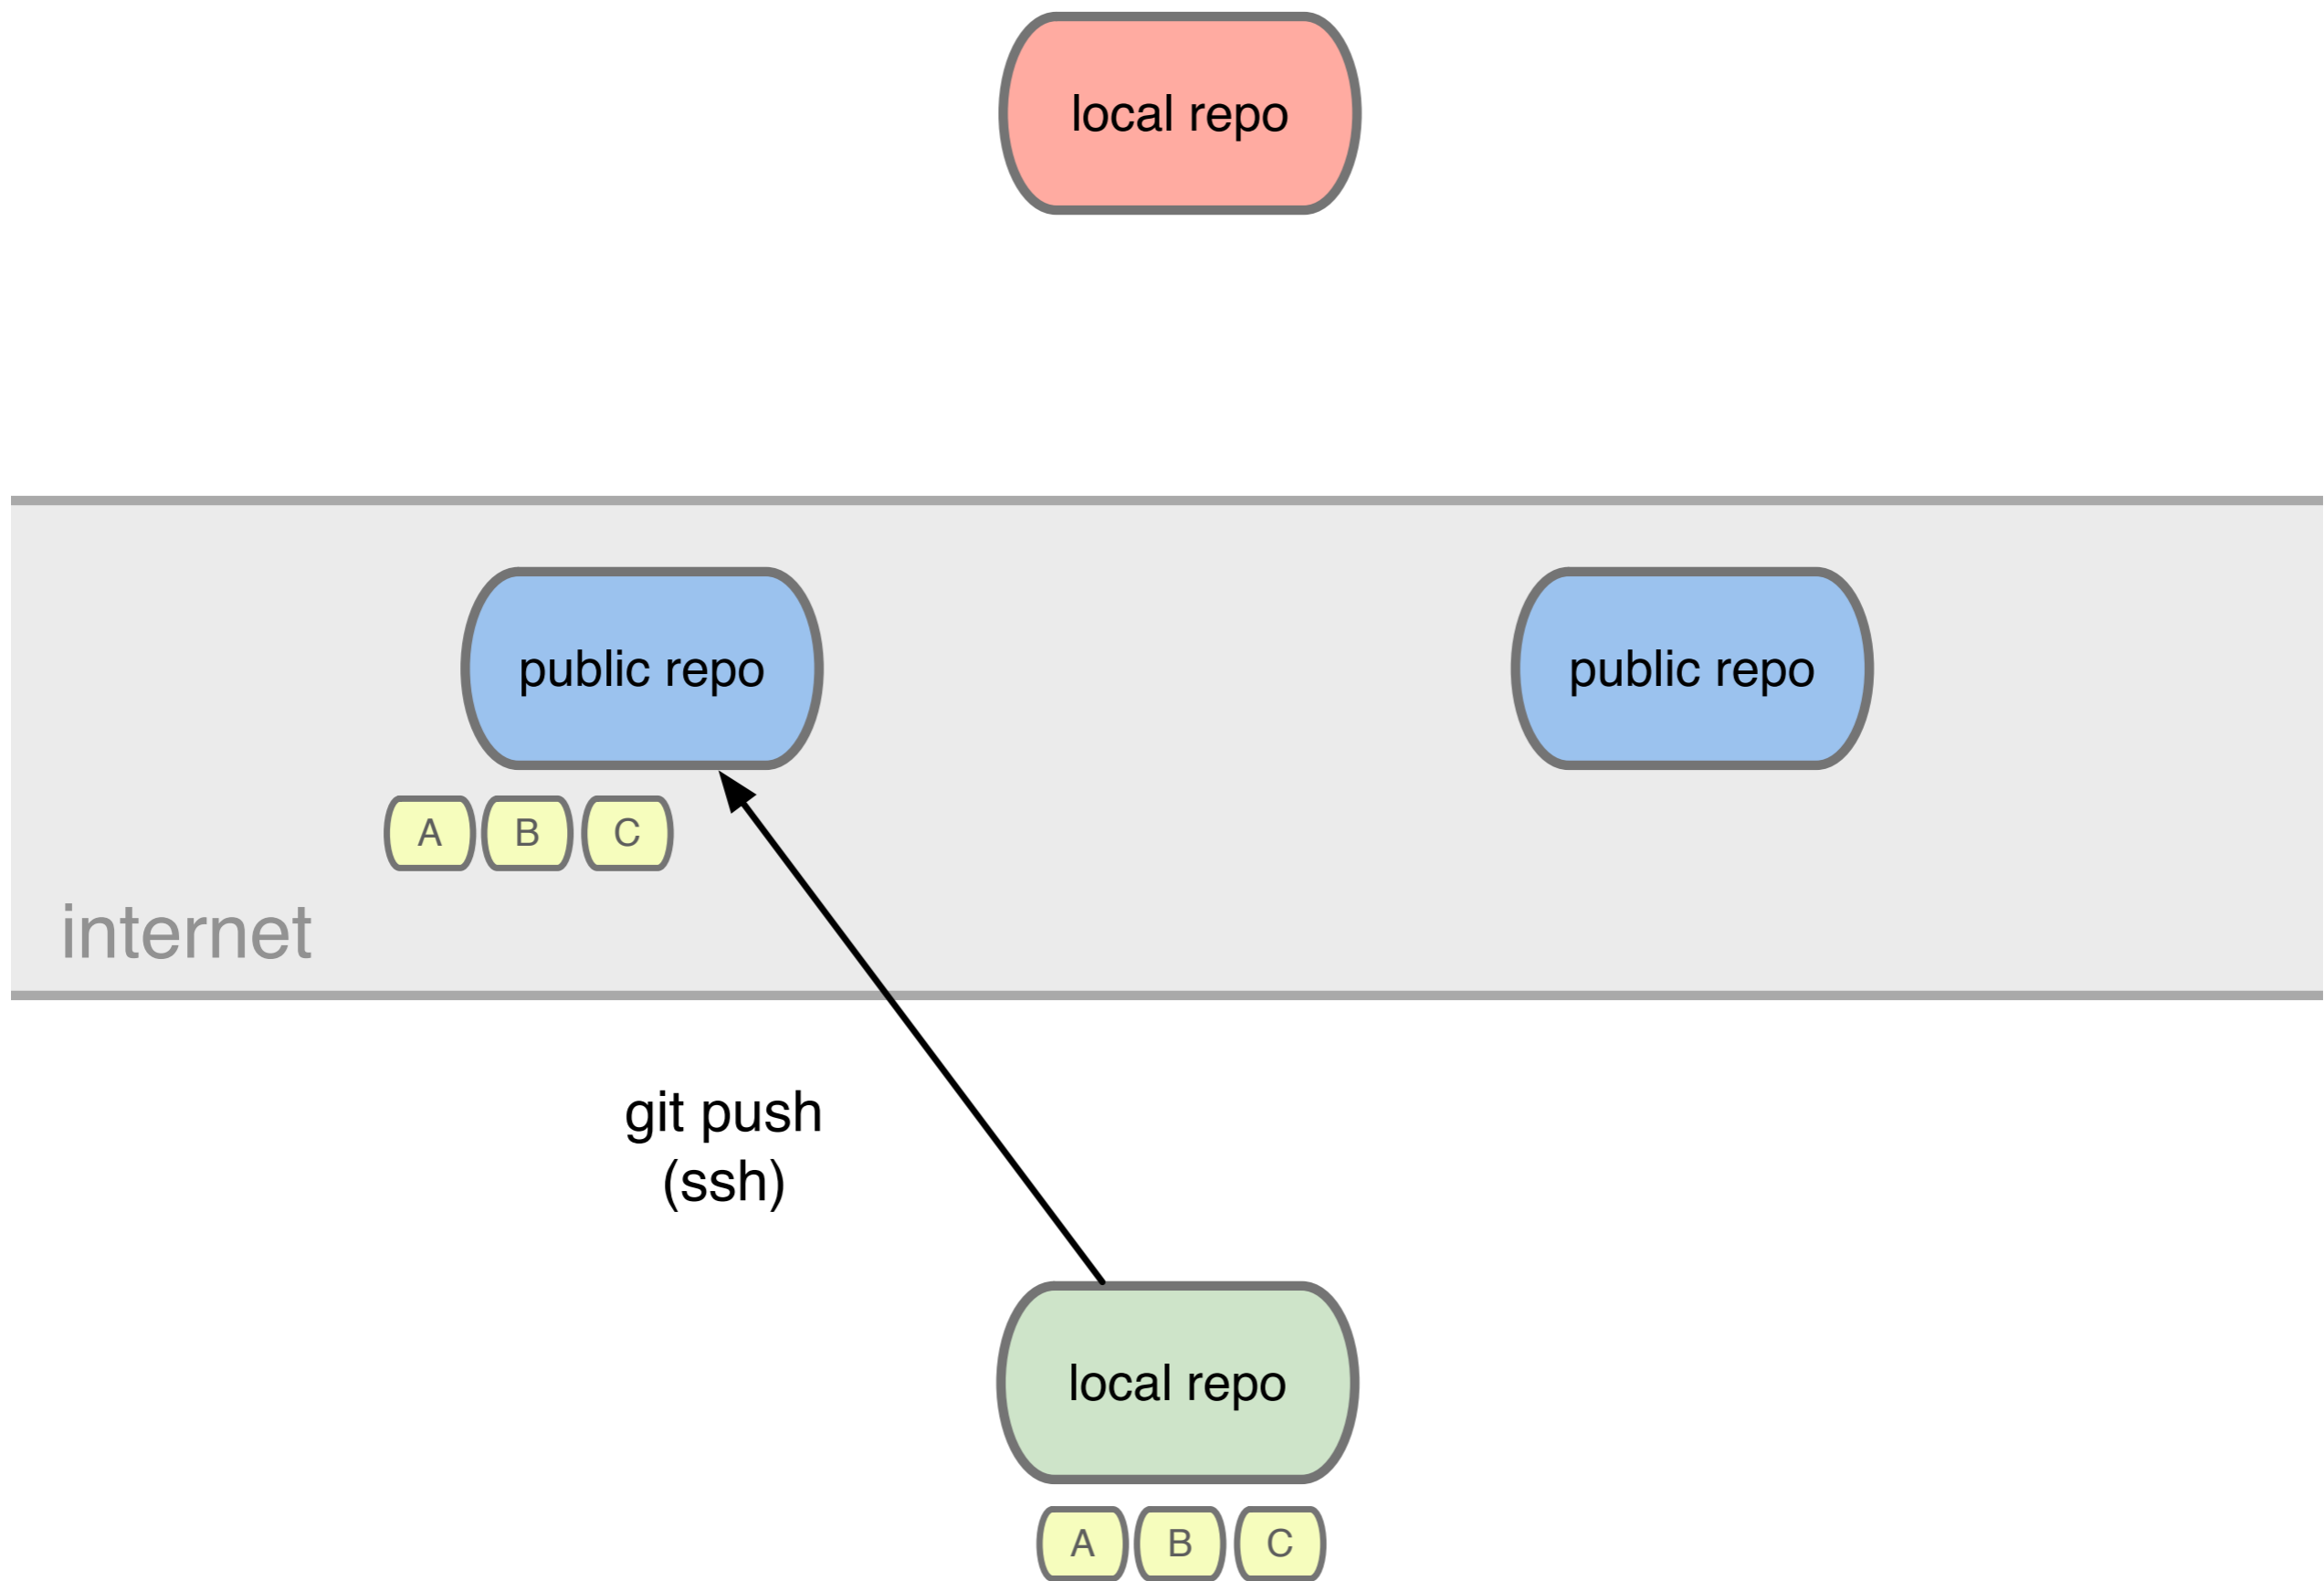 local repo
public repo
public repo
A B C
internet
git push
(ssh)
local repo
A B C